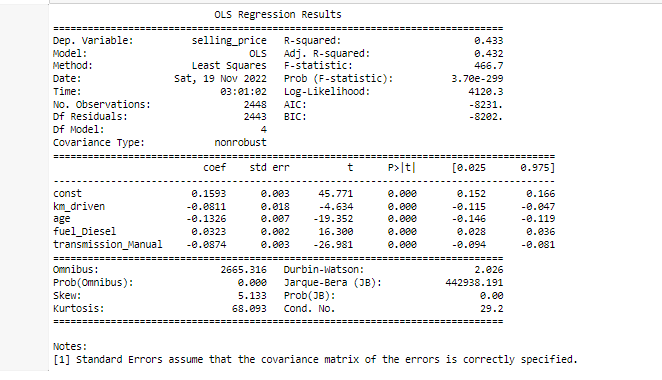 OLS Regression Results
==============================================================================
Dep. Variable: selling_price R-squared: 0.433
Model: OLS Adj. R-squared: 0.432
Method: Least Squares F-statistic: 466.7
Date: Sat, 19 Nov 2022 Prob (F-statistic): 3.70e-299
Time: 03:01:02 Log-Likelihood: 4120.3
No. Observations: 2448 AIC: -8231.
Df Residuals: 2443 BIC: -8202.
Df Model: 4
Covariance Type: nonrobust
==============================================================================
coef std err t P>|t| [0.025 0.975]
------------------------------------------------------------------------------
const 0.1593 0.003 45.771 0.000 0.152 0.166
km_driven -0.0811 0.018 -4.634 0.000 -0.115 -0.047
age -0.1326 0.007 -19.352 0.000 -0.146 -0.119
fuel_Diesel 0.0323 0.002 16.300 0.000 0.028 0.036
transmission_Manual -0.0874 0.003 -26.981 0.000 -0.094 -0.081
==============================================================================
Omnibus: 2665.316 Durbin-Watson: 2.026
Prob(Omnibus): 0.000 Jarque-Bera (JB): 442938.191
Skew: 5.133 Prob(JB): 0.00
Kurtosis: 68.093 Cond. No. 29.2
==============================================================================
Notes:
[1] Standard Errors assume that the covariance matrix of the errors is correctly specified.